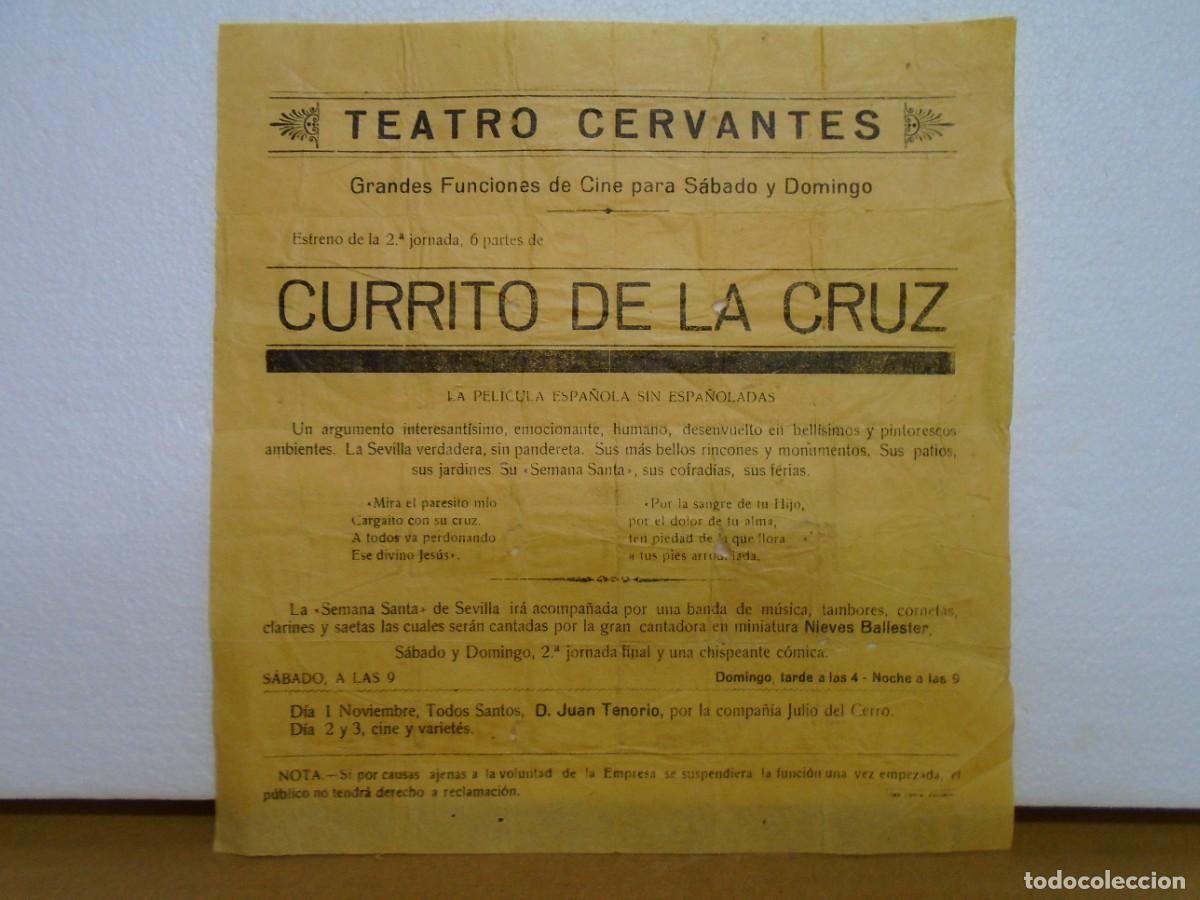 TEATRO CERVANTES
Grandes Funciones de Cine para Sábado y Domingo
Estreno de la 2.ª jornada, 6 partes de
CURRITO DE LA CRUZ
LA PELÍCULA ESPAÑOLA SIN ESPAÑOLADAS
Un argumento interesantísimo, emocionante, humano, desenvuelto en bellísimos y pintorescos
ambientes. La Sevilla verdadera, sin pandereta. Sus más bellos rincones y monumentos. Sus patios,
sus jardines. Su «Semana Santa», sus cofradías, sus férias.
«Mira el paresito mío
Cargaito con su cruz.
A todos va perdonando
Ese divino Jesús».
«Por la sangre de tu Hijo,
por el dolor de tu alma,
ten piedad de la que llora
a tus pies arrodillada.
La «Semana Santa» de Sevilla irá acompañada por una banda de música, tambores, cornetas,
clarines y saetas las cuales serán cantadas por la gran cantadora en miniatura Nieves Ballester.
Sábado y Domingo, 2.ª jornada final y una chispeante cómica.
SÁBADO, A LAS 9 Domingo, tarde a las 4 - Noche a las 9
Día 1 Noviembre, Todos Santos, D. Juan Tenorio, por la compañía Julio del Cerro.
Día 2 y 3, cine y varietés.
NOTA.—Si por causas ajenas a la voluntad de la Empresa se suspendiera la función una vez empezada, el
público no tendrá derecho a reclamación.
todocoleccion